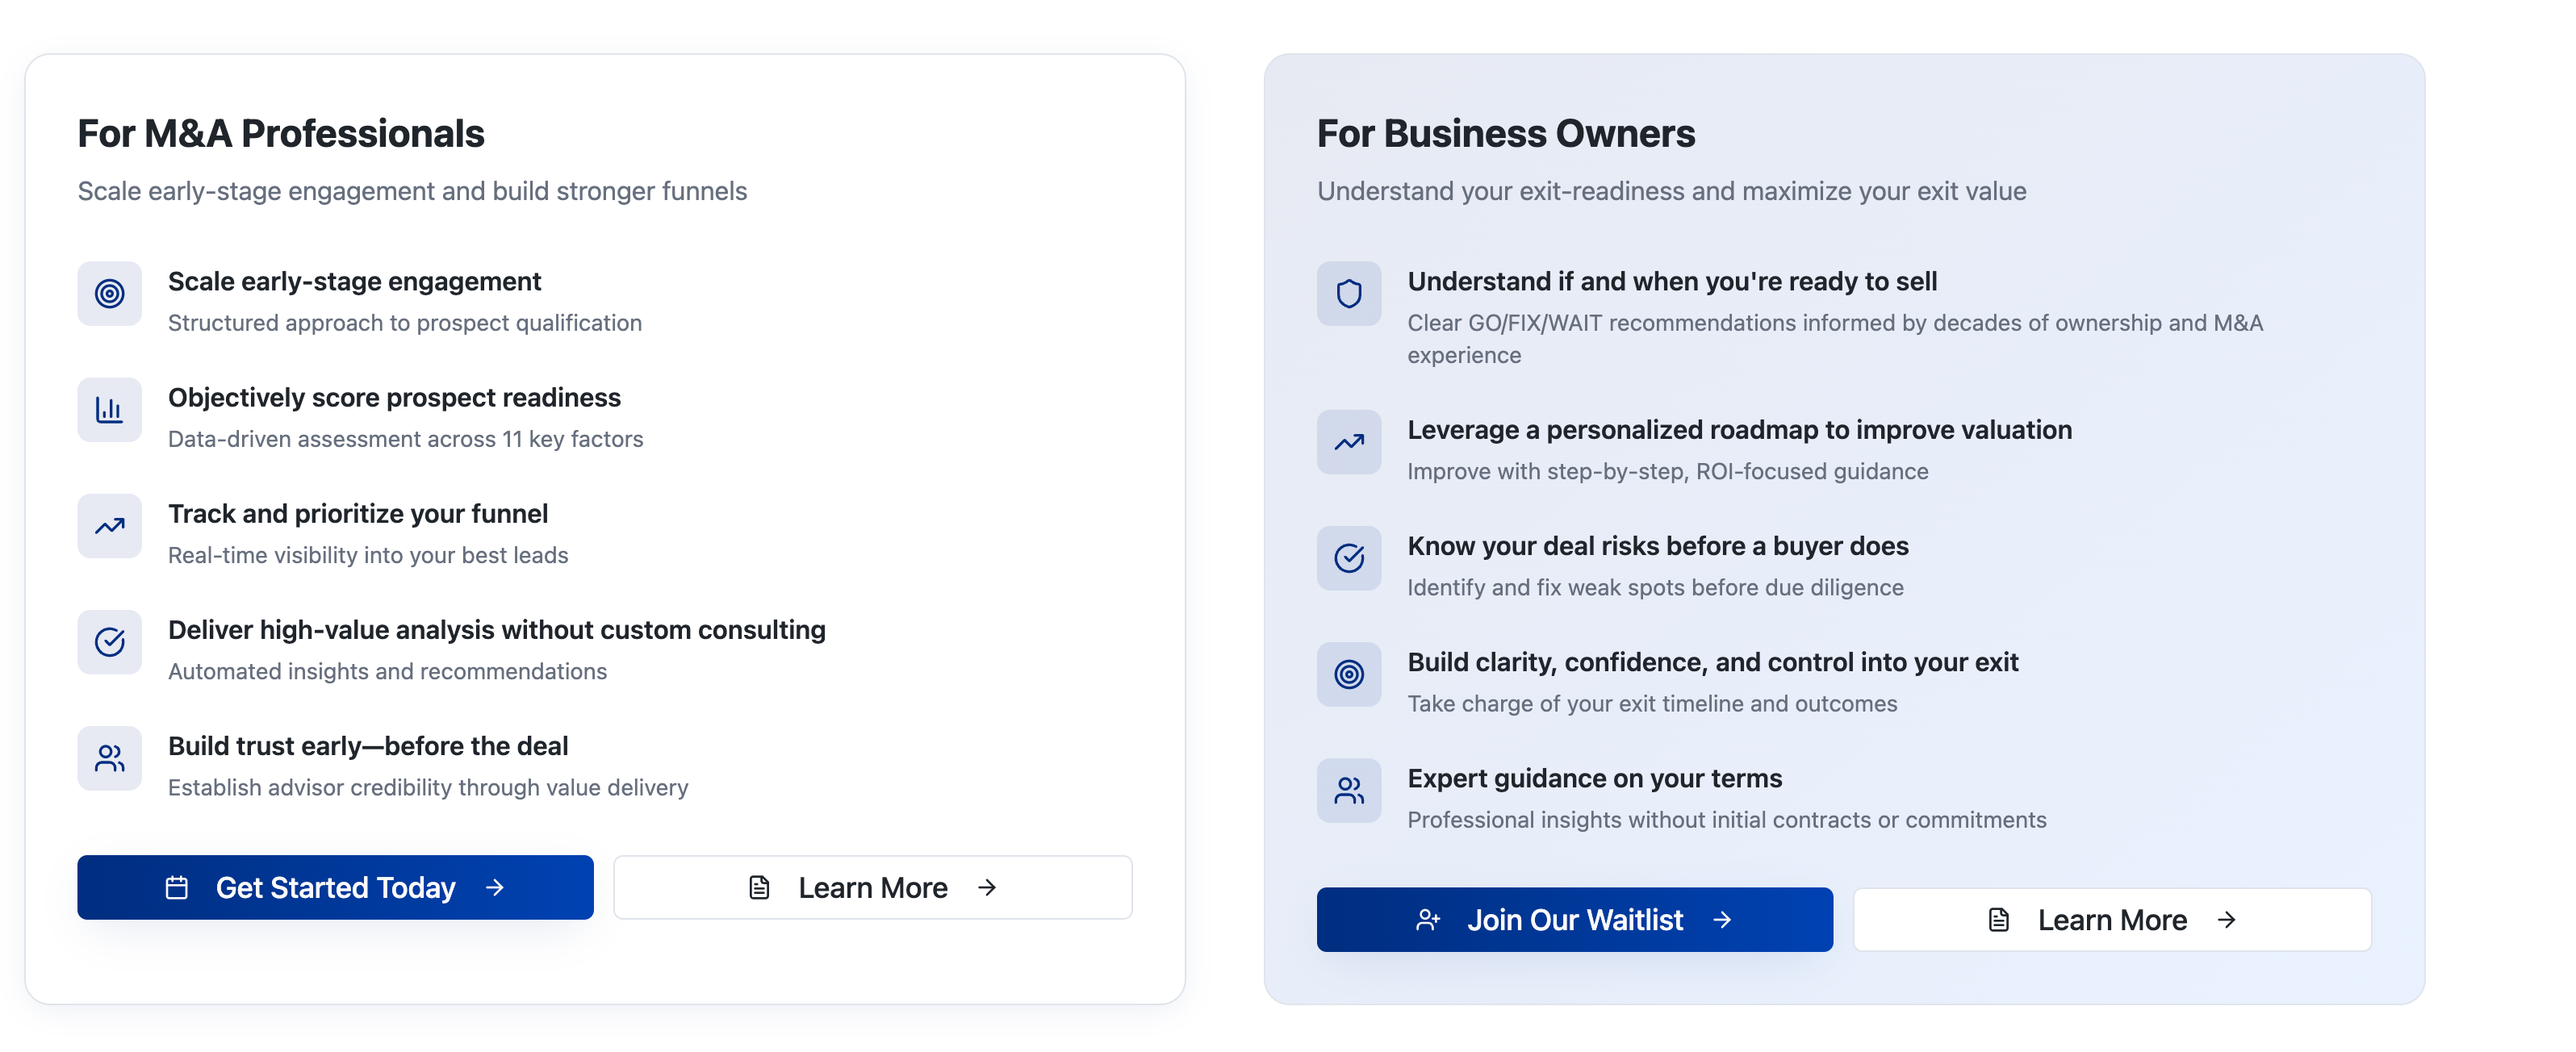 For M&A Professionals
Scale early-stage engagement and build stronger funnels
Scale early-stage engagement
Structured approach to prospect qualification
Objectively score prospect readiness
Data-driven assessment across 11 key factors
Track and prioritize your funnel
Real-time visibility into your best leads
Deliver high-value analysis without custom consulting
Automated insights and recommendations
Build trust early—before the deal
Establish advisor credibility through value delivery
Get Started Today
Learn More
For Business Owners
Understand your exit-readiness and maximize your exit value
Understand if and when you're ready to sell
Clear GO/FIX/WAIT recommendations informed by decades of ownership and M&A
experience
Leverage a personalized roadmap to improve valuation
Improve with step-by-step, ROI-focused guidance
Know your deal risks before a buyer does
Identify and fix weak spots before due diligence
Build clarity, confidence, and control into your exit
Take charge of your exit timeline and outcomes
Expert guidance on your terms
Professional insights without initial contracts or commitments
Join Our Waitlist
Learn More